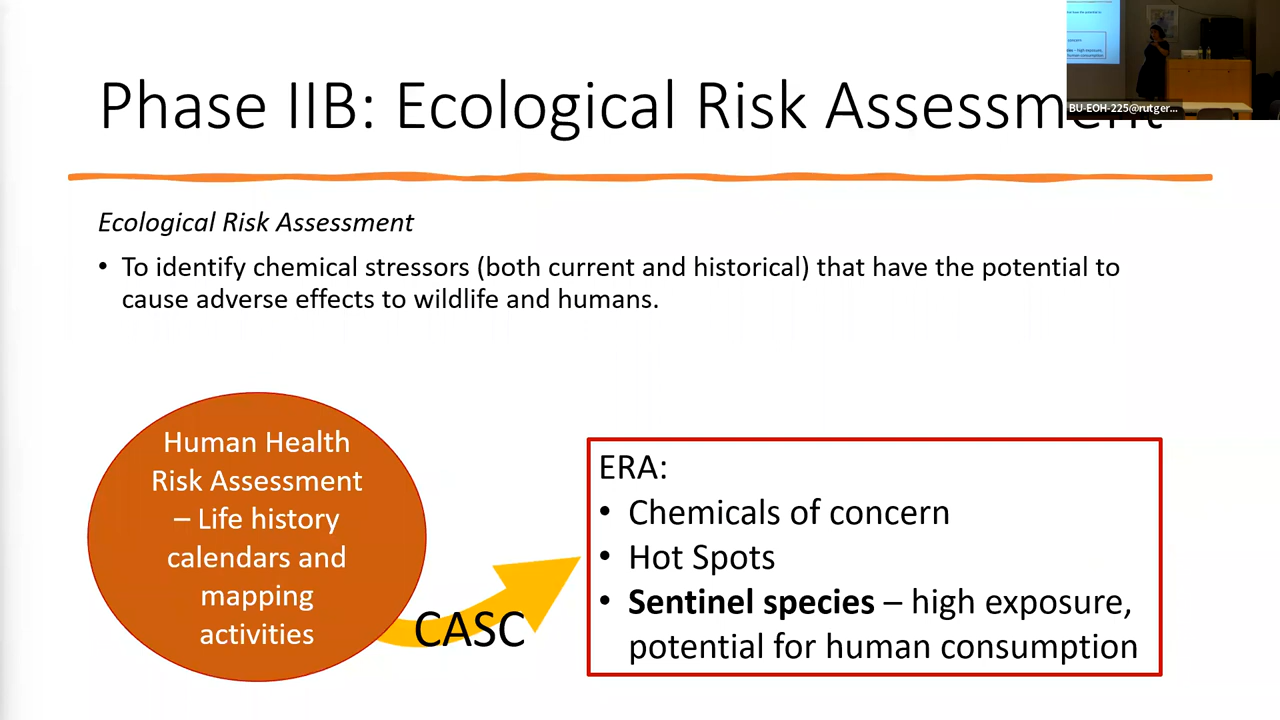 Phase IIB: Ecological Risk Assessment
BU-EOH-225@rutger...
Ecological Risk Assessment
• To identify chemical stressors (both current and historical) that have the potential to
cause adverse effects to wildlife and humans.
Human Health
Risk Assessment
– Life history
calendars and
mapping
activities
CASC
ERA:
• Chemicals of concern
• Hot Spots
• Sentinel species – high exposure,
potential for human consumption